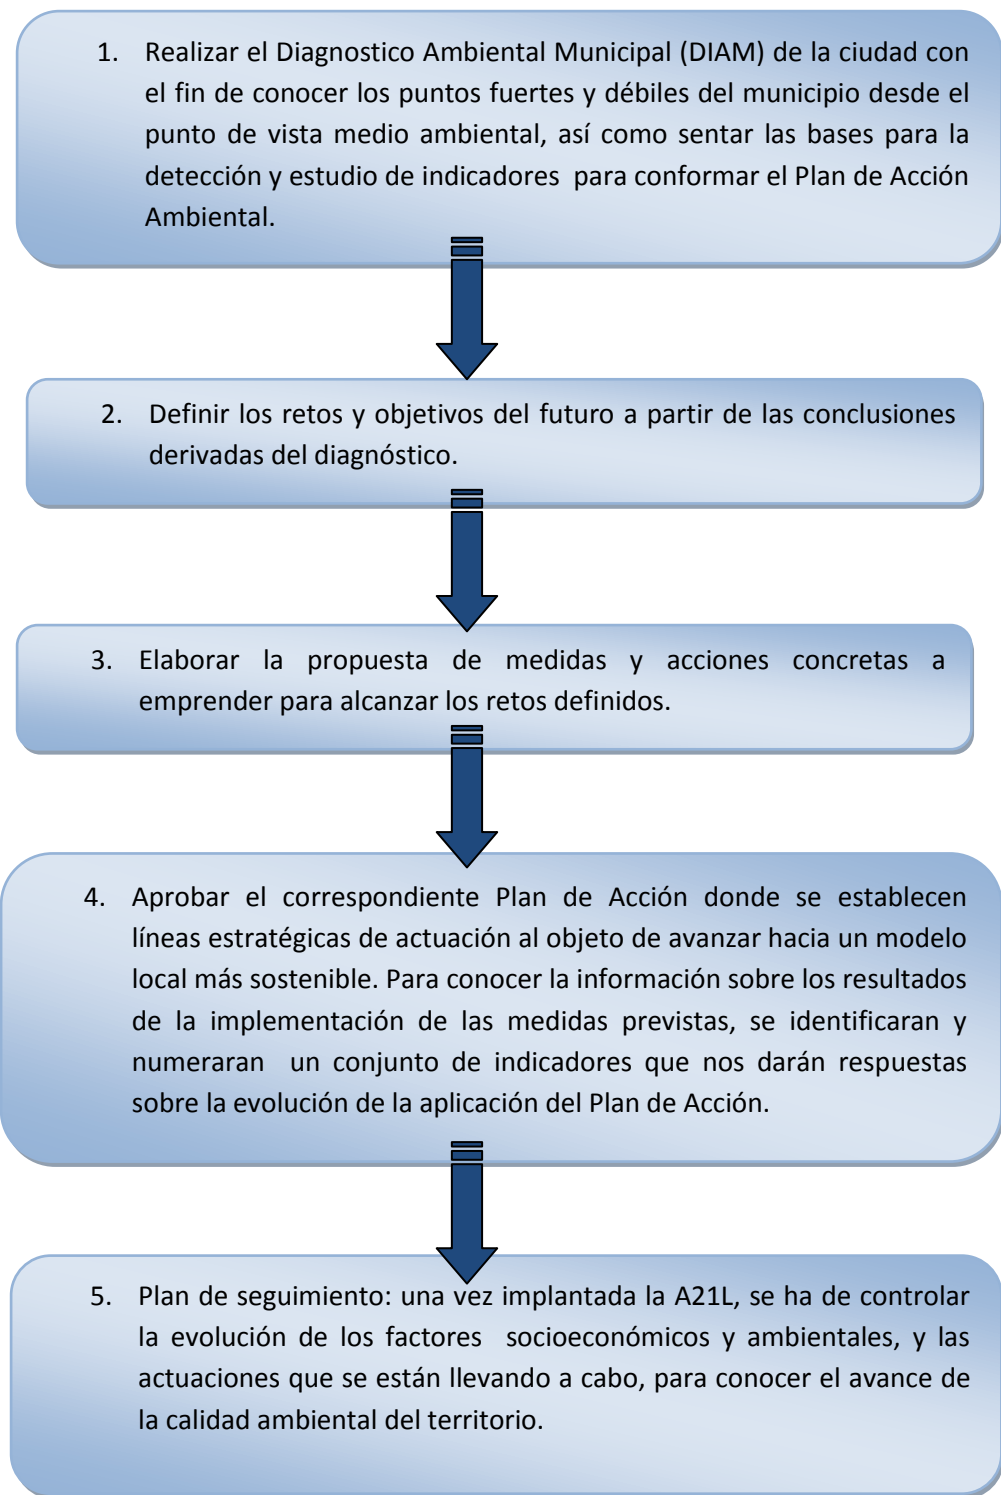 1. Realizar el Diagnostico Ambiental Municipal (DIAM) de la ciudad con
el fin de conocer los puntos fuertes y débiles del municipio desde el
punto de vista medio ambiental, así como sentar las bases para la
detección y estudio de indicadores para conformar el Plan de Acción
Ambiental.
2. Definir los retos y objetivos del futuro a partir de las conclusiones
derivadas del diagnóstico.
3. Elaborar la propuesta de medidas y acciones concretas a
emprender para alcanzar los retos definidos.
4. Aprobar el correspondiente Plan de Acción donde se establecen
líneas estratégicas de actuación al objeto de avanzar hacia un modelo
local más sostenible. Para conocer la información sobre los resultados
de la implementación de las medidas previstas, se identificaran y
numeraran un conjunto de indicadores que nos darán respuestas
sobre la evolución de la aplicación del Plan de Acción.
5. Plan de seguimiento: una vez implantada la A21L, se ha de controlar
la evolución de los factores socioeconómicos y ambientales, y las
actuaciones que se están llevando a cabo, para conocer el avance de
la calidad ambiental del territorio.